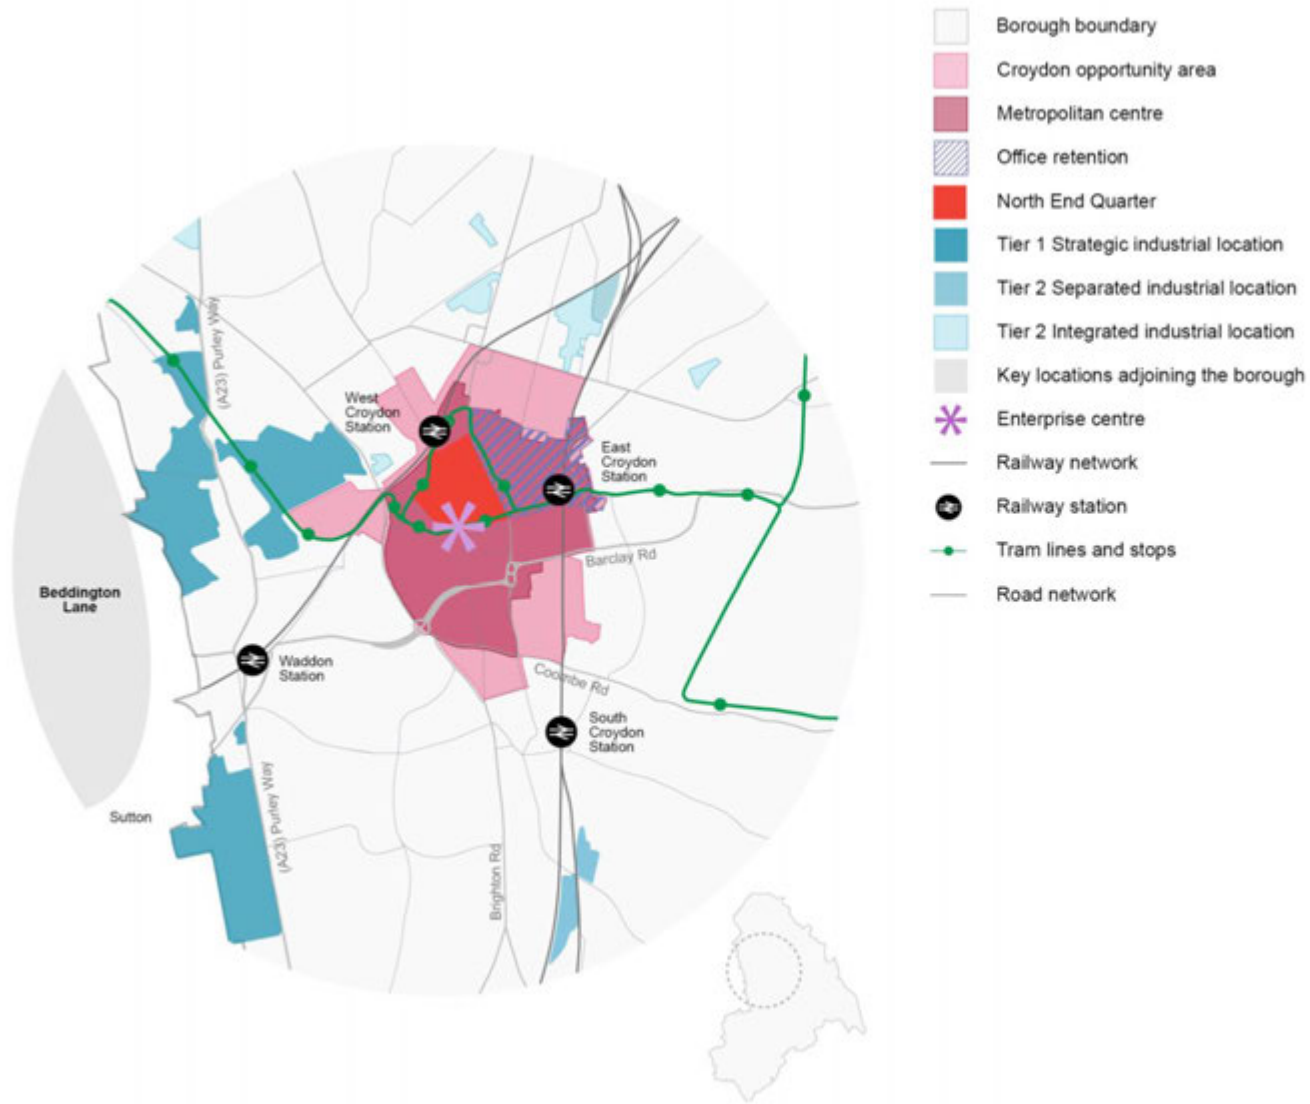 Borough boundary
Croydon opportunity area
Metropolitan centre
Office retention
North End Quarter
Tier 1 Strategic industrial location
Tier 2 Separated industrial location
Tier 2 Integrated industrial location
Key locations adjoining the borough
Enterprise centre
Railway network
Railway station
Tram lines and stops
Road network
(A23) Purley Way
West
Croydon
Station
East
Croydon
Station
Barclay Rd
Beddington
Lane
Waddon
Station
Coombe Rd
South
Croydon
Station
Sutton
(A23) Purley Way
Brighton Rd